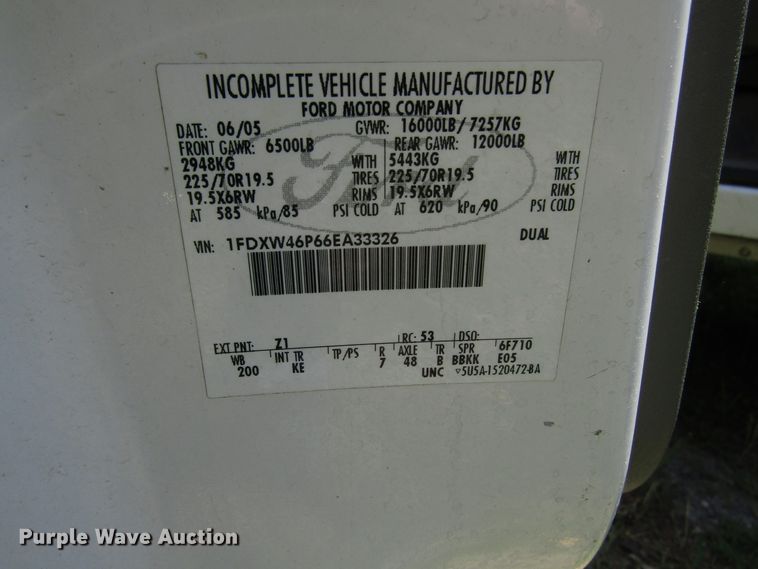 INCOMPLETE VEHICLE MANUFACTURED BY
FORD MOTOR COMPANY
DATE: 06/05 GVWR: 16000LB/7257KG
FRONT GAWR: 6500LB REAR GAWR: 12000LB
2948KG WITH 5443KG WITH
225/70R19.5 TIRES 225/70R19.5 TIRES
19.5X6RW RIMS 19.5X6RW RIMS
AT 585 kPa/85 PSI COLD AT 620 kPa/90 PSI COLD
VIN: 1FDXW46P66EA33326 DUAL
Ford
EXT PNT: Z1 RC: 53 DSO:
WB INT TR TP/PS R AXLE TR SPR 6F710
200 KE 7 48 B BBKK E05
UNC ▽5U5A-1520472-BA
Purple Wave Auction